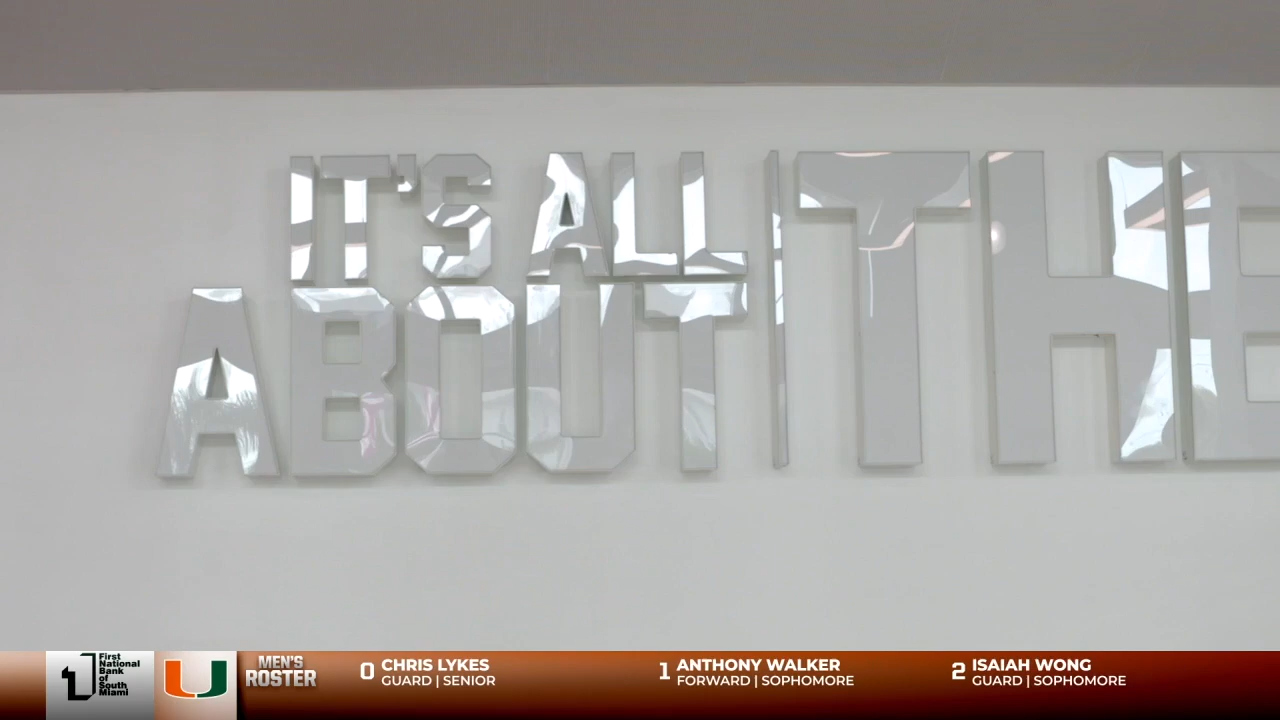 IT'S ALL
ABOUT
THE
First
National
Bank
of
South
Miami
MEN'S
ROSTER
0 CHRIS LYKES
GUARD | SENIOR
1 ANTHONY WALKER
FORWARD | SOPHOMORE
2 ISAIAH WONG
GUARD | SOPHOMORE